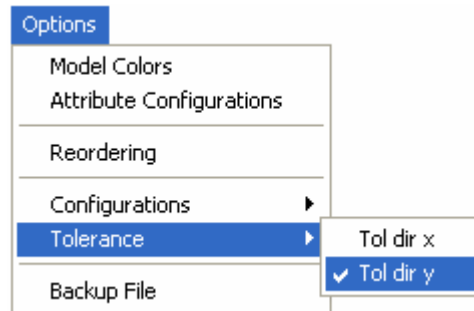 Options
Model Colors
Attribute Configurations
Reordering
Configurations
Tolerance
Tol dir x
Tol dir y
Backup File